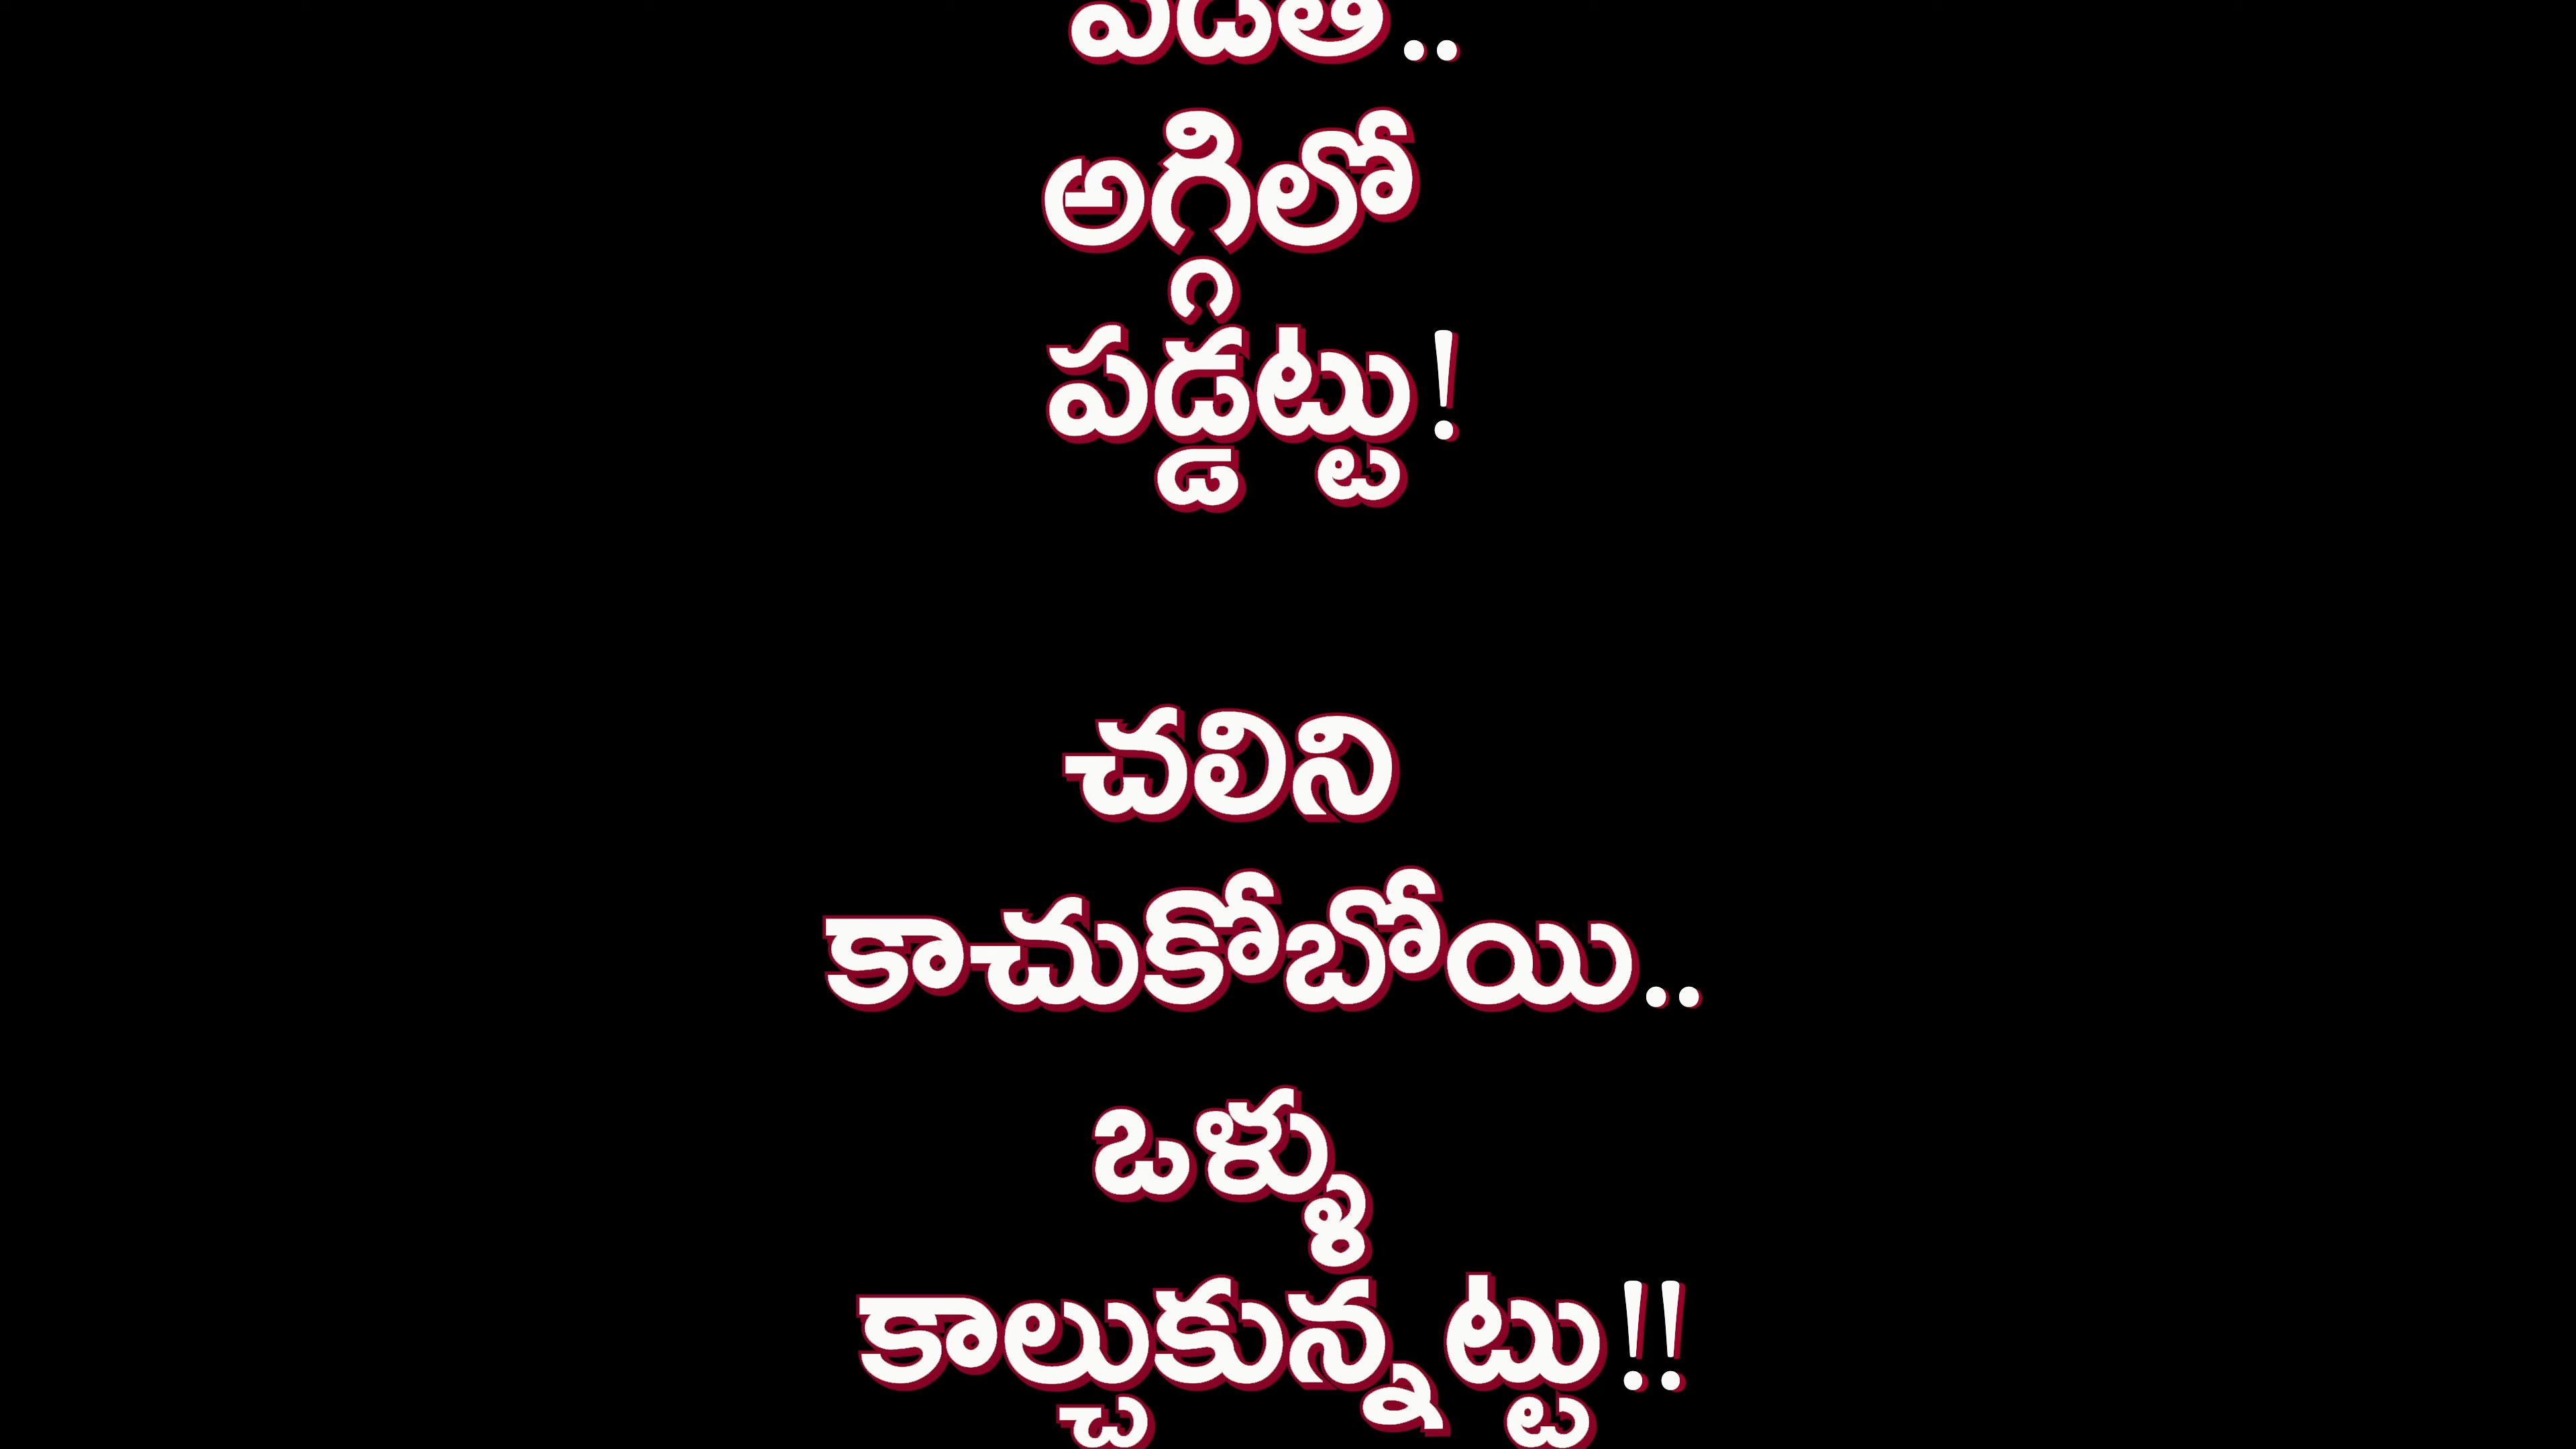 అగ్గిలో
పడ్డట్టు!
చలిని
కాచుకోబోయి..
ఒళ్ళు
కాల్చుకున్నట్టు!!